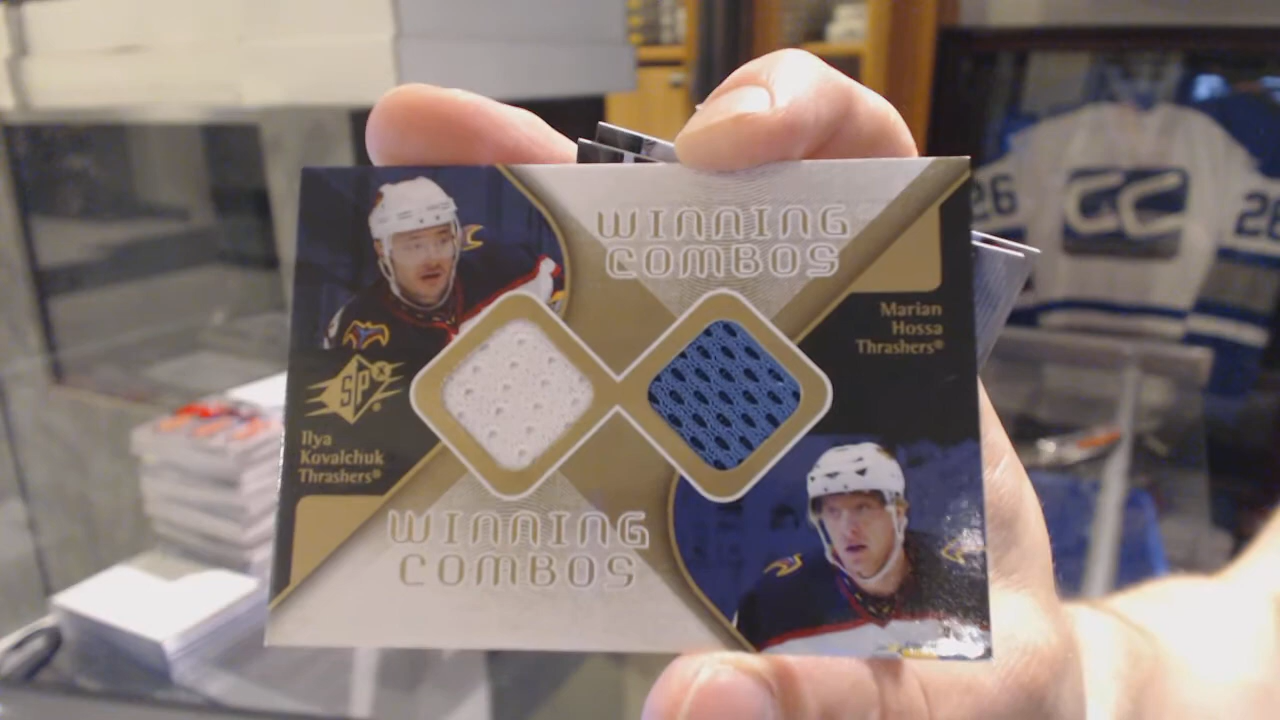 WINNING
COMBOS
Marian
Hossa
Thrashers®
SPx®
Ilya
Kovalchuk
Thrashers®
WINNING
COMBOS
26
CC
26